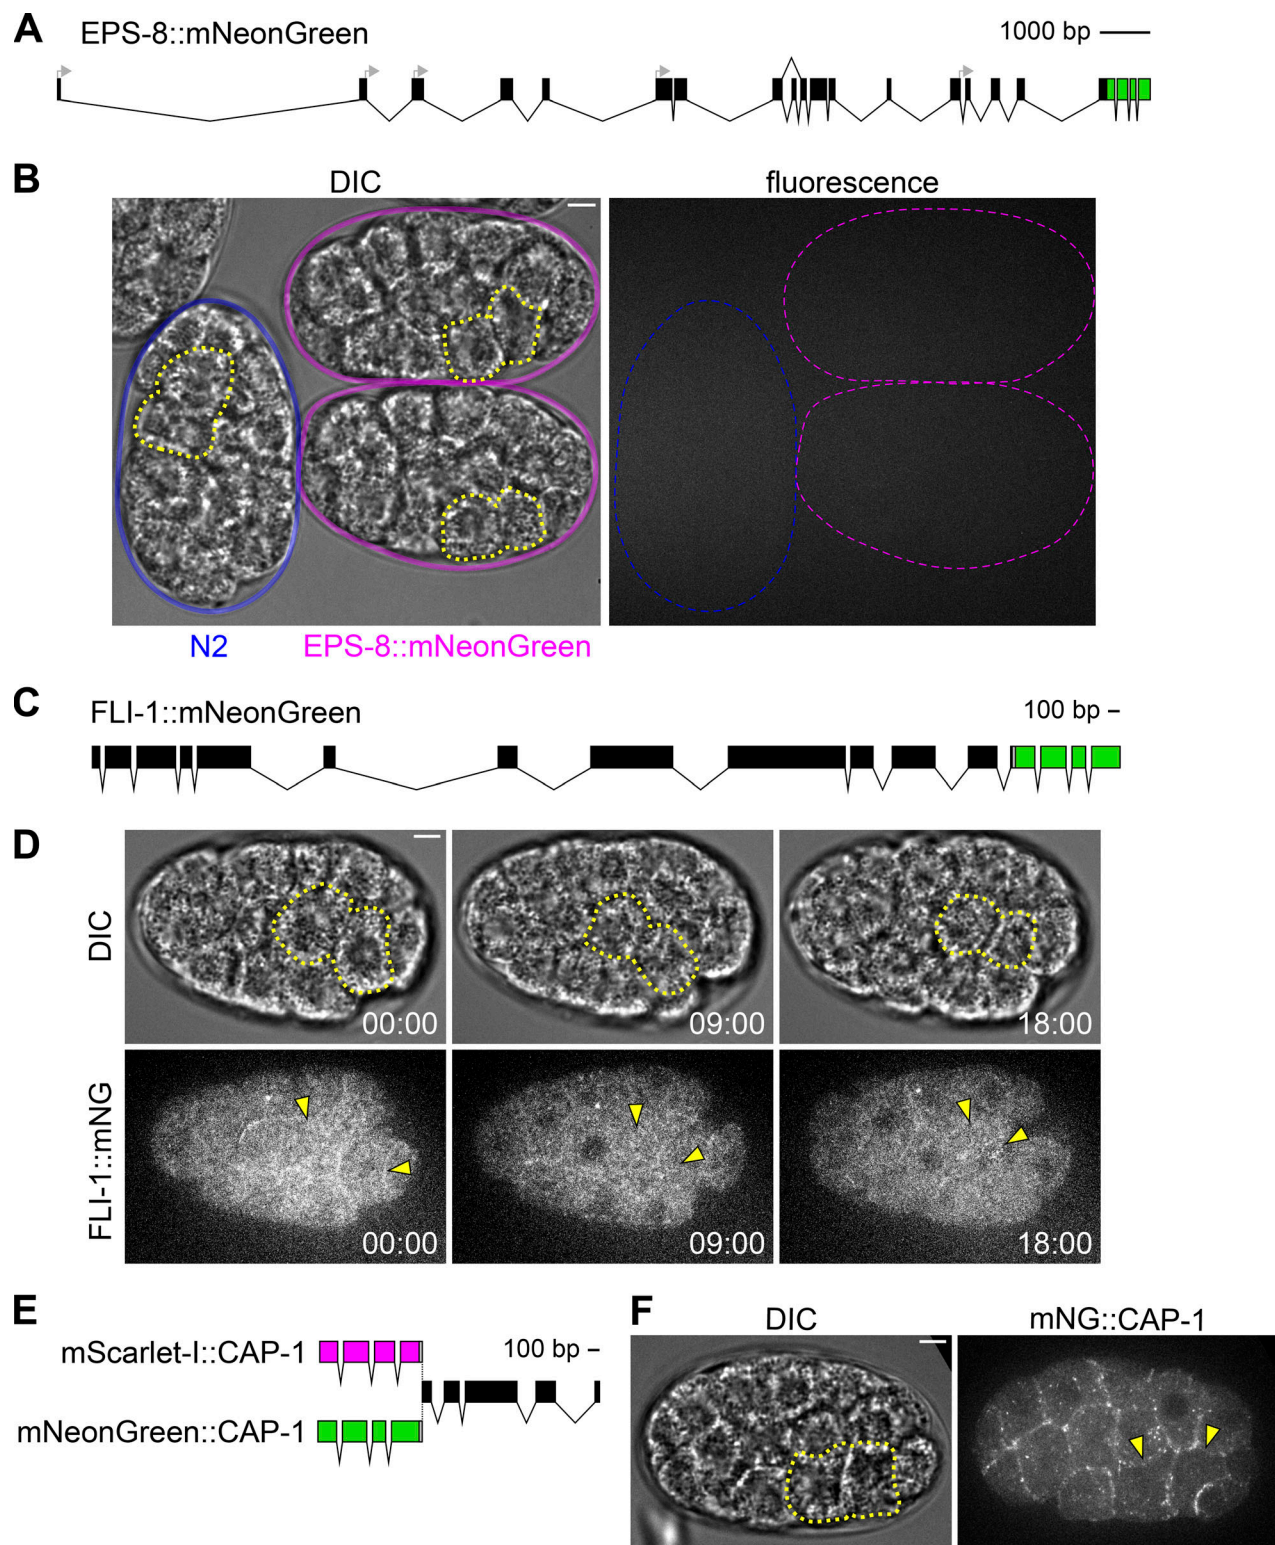 A
EPS-8::mNeonGreen
1000 bp
B
DIC
fluorescence
N2
EPS-8::mNeonGreen
C
FLI-1::mNeonGreen
100 bp
D
DIC
00:00
09:00
18:00
FLI-1::mNG
00:00
09:00
18:00
E
mScarlet-I::CAP-1
100 bp
mNeonGreen::CAP-1
F
DIC
mNG::CAP-1